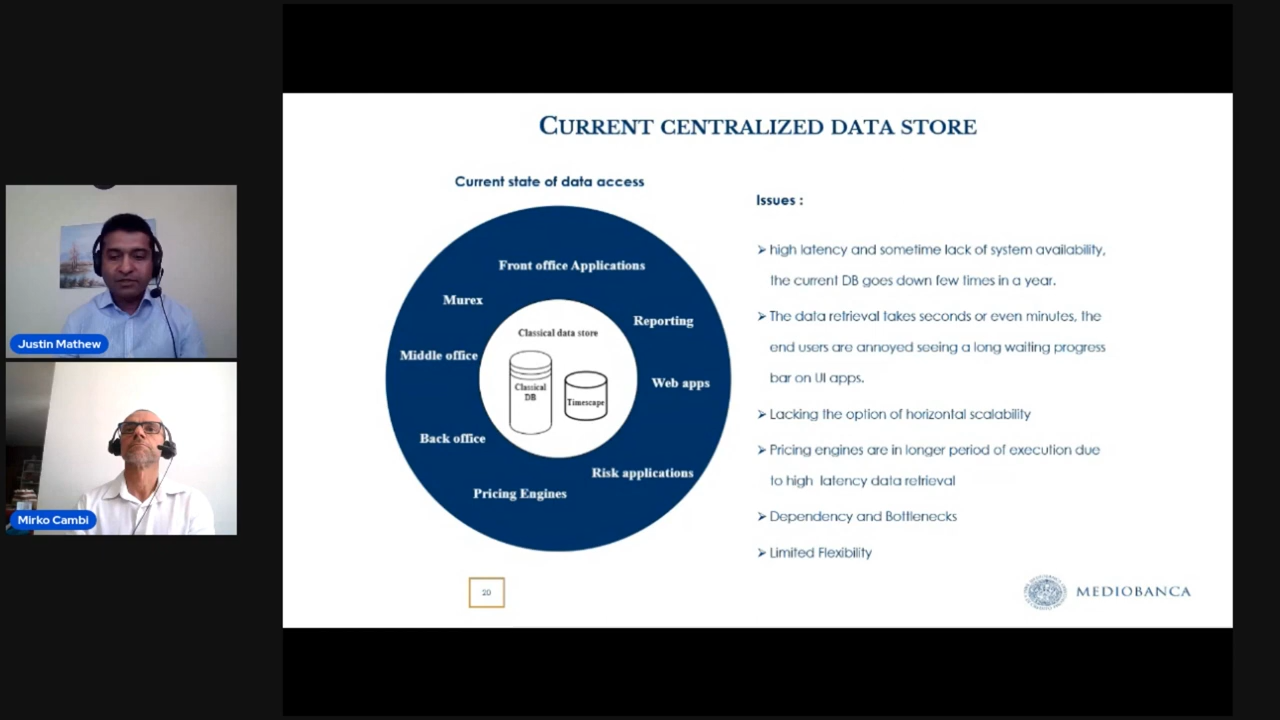 Justin Mathew
Mirko Cambi
CURRENT CENTRALIZED DATA STORE
Current state of data access
Front office Applications
Murex
Reporting
Middle office
Web apps
Back office
Risk applications
Pricing Engines
Classical data store
Classical
DB
Timescape
Issues :
➢ high latency and sometime lack of system availability,
the current DB goes down few times in a year.
➢ The data retrieval takes seconds or even minutes, the
end users are annoyed seeing a long waiting progress
bar on UI apps.
➢ Lacking the option of horizontal scalability
➢ Pricing engines are in longer period of execution due
to high latency data retrieval
➢ Dependency and Bottlenecks
➢ Limited Flexibility
20
MEDIOBANCA